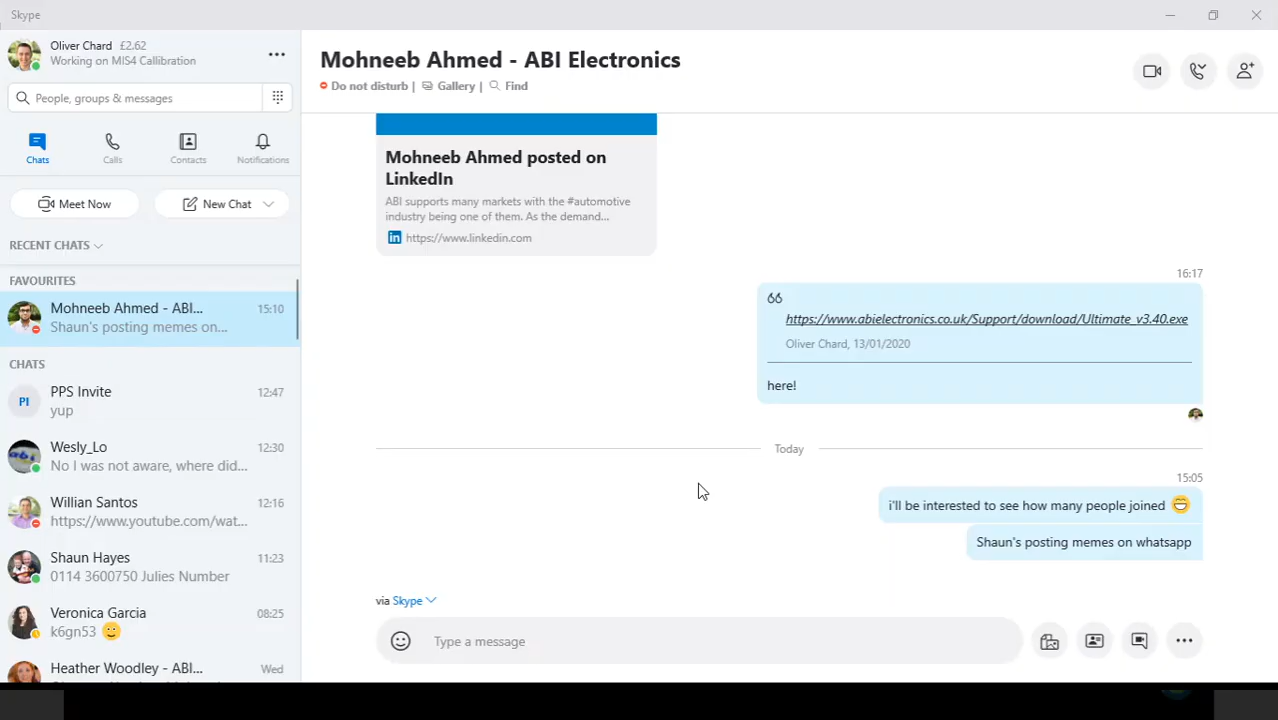 Skype
Oliver Chard £2.62
Working on MIS4 Callibration
People, groups & messages
Chats
Calls
Contacts
Notifications
Meet Now
New Chat
RECENT CHATS
FAVOURITES
Mohneeb Ahmed - ABI... 15:10
Shaun's posting memes on...
CHATS
PI
PPS Invite 12:47
yup
abi
Wesly_Lo 12:30
No I was not aware, where did...
Willian Santos 12:16
https://www.youtube.com/wat...
Shaun Hayes 11:23
0114 3600750 Julies Number
Veronica Garcia 08:25
k6gn53
Heather Woodley - ABI... Wed
Mohneeb Ahmed - ABI Electronics
Do not disturb | Gallery | Find
Mohneeb Ahmed posted on
LinkedIn
ABI supports many markets with the #automotive
industry being one of them. As the demand...
in https://www.linkedin.com
16:17
https://www.abielectronics.co.uk/Support/download/Ultimate_v3.40.exe
Oliver Chard, 13/01/2020
here!
Today
15:05
i'll be interested to see how many people joined
Shaun's posting memes on whatsapp
via Skype
Type a message